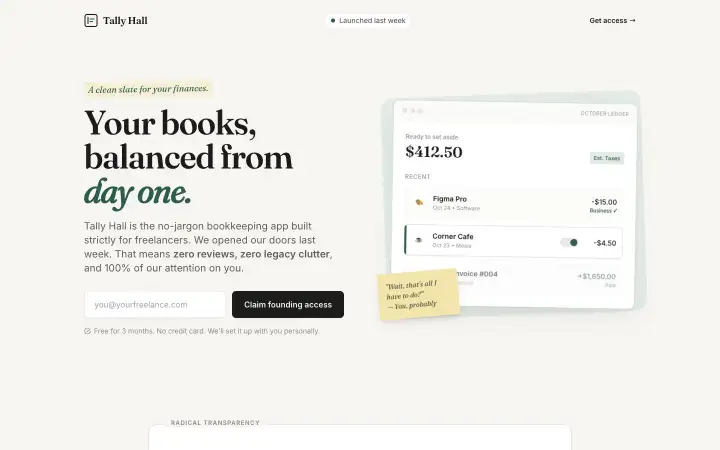 Tally Hall
Launched last week
Get access →
A clean slate for your finances.
Your books,
balanced from
day one.
Tally Hall is the no-jargon bookkeeping app built
strictly for freelancers. We opened our doors last
week. That means zero reviews, zero legacy clutter,
and 100% of our attention on you.
you@yourfreelance.com
Claim founding access
Free for 3 months. No credit card. We'll set it up with you personally.
OCTOBER LEDGER
Ready to set aside
$412.50
Est. Taxes
RECENT
Figma Pro
-$15.00
Oct 24 • Software
Business ✓
Corner Cafe
-$4.50
Oct 23 • Meals
nvoice #004
+$1,650.00
Paid
"Wait, that's all I
have to do?"
— You, probably
RADICAL TRANSPARENCY